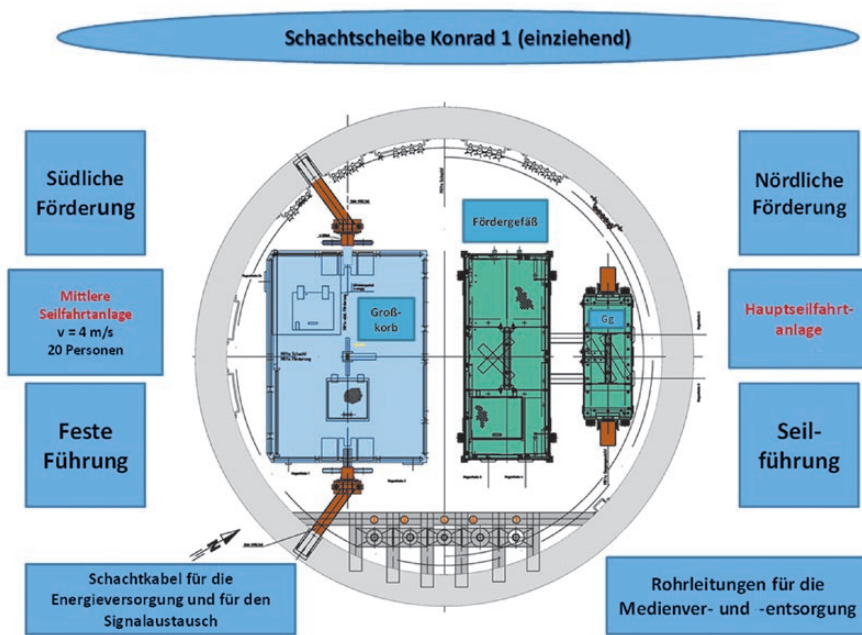 Schachtscheibe Konrad 1 (einziehend)
Südliche
Förderung
Nördliche
Förderung
Fördergefäß
Mittlere
Seilfahrtanlage
v = 4 m/s
20 Personen
Groß-
korb
Gg
Hauptseilfahrt-
anlage
Feste
Führung
Seil-
führung
N
Schachtkabel für die
Energieversorgung und für den
Signalaustausch
Rohrleitungen für die
Medienver- und -entsorgung